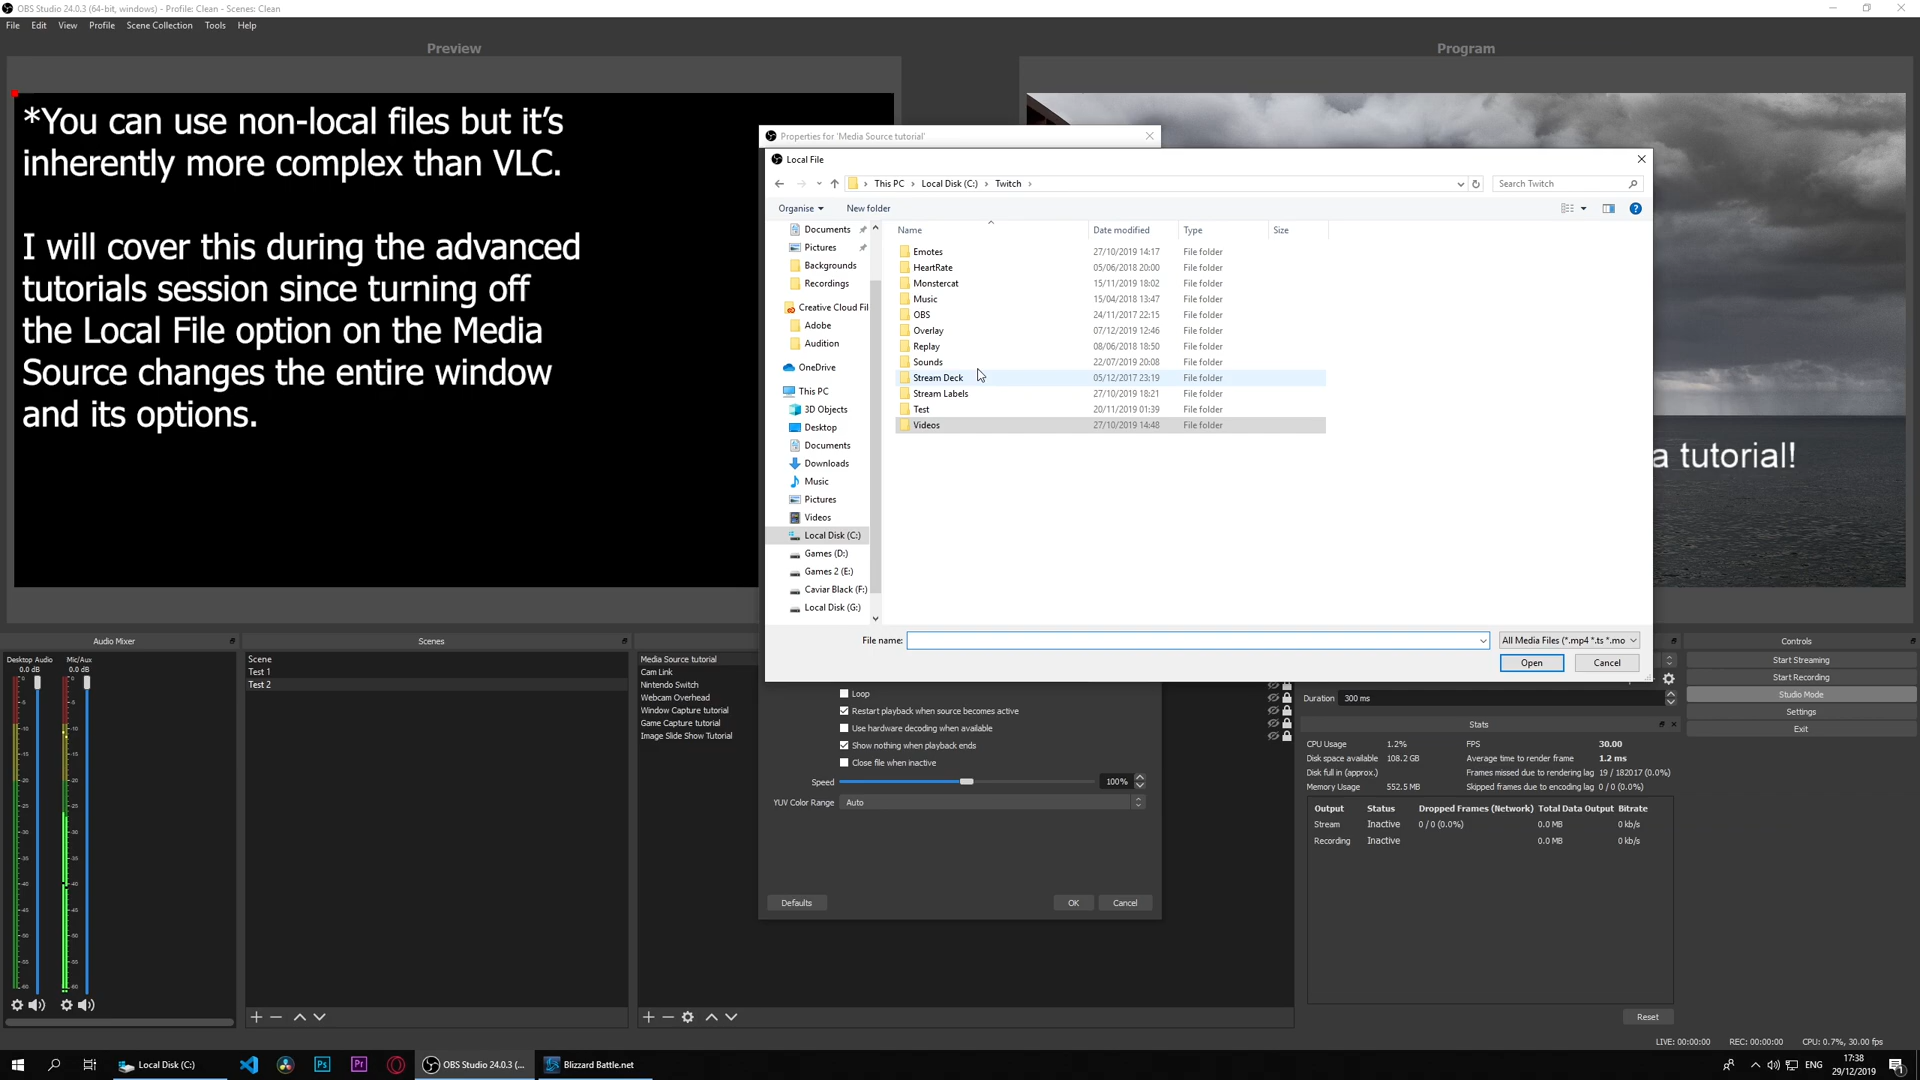 OBS Studio 24.0.3 (64-bit, windows) - Profile: Clean - Scenes: Clean
File Edit View Profile Scene Collection Tools Help
Preview
Program
*You can use non-local files but it's
inherently more complex than VLC.
I will cover this during the advanced
tutorials session since turning off
the Local File option on the Media
Source changes the entire window
and its options.
a tutorial!
Properties for 'Media Source tutorial'
Local File
This PC > Local Disk (C:) > Twitch >
Search Twitch
Organise
New folder
Name Date modified Type Size
Emotes 27/10/2019 14:17 File folder
HeartRate 05/06/2018 20:00 File folder
Monstercat 15/11/2019 18:02 File folder
Music 15/04/2018 13:47 File folder
OBS 24/11/2017 22:15 File folder
Overlay 07/12/2019 12:46 File folder
Replay 08/06/2018 18:50 File folder
Sounds 22/07/2019 20:08 File folder
Stream Deck 05/12/2017 23:19 File folder
Stream Labels 27/10/2019 18:21 File folder
Test 20/11/2019 01:39 File folder
Videos 27/10/2019 14:48 File folder
Documents
Pictures
Backgrounds
Recordings
Creative Cloud Fil
Adobe
Audition
OneDrive
This PC
3D Objects
Desktop
Documents
Downloads
Music
Pictures
Videos
Local Disk (C:)
Games (D:)
Games 2 (E:)
Caviar Black (F:)
Local Disk (G:)
File name:
All Media Files (*.mp4 *.ts *.mo
Open
Cancel
Loop
Restart playback when source becomes active
Use hardware decoding when available
Show nothing when playback ends
Close file when inactive
Speed 100%
YUV Color Range Auto
Defaults
OK
Cancel
Audio Mixer
Desktop Audio
0.0 dB
Mic/Aux
0.0 dB
Scenes
Scene
Test 1
Test 2
Media Source tutorial
Cam Link
Nintendo Switch
Webcam Overhead
Window Capture tutorial
Game Capture tutorial
Image Slide Show Tutorial
Duration 300 ms
Stats
CPU Usage 1.2%
Disk space available 108.2 GB
Disk full in (approx.)
Memory Usage 552.5 MB
FPS 30.00
Average time to render frame 1.2 ms
Frames missed due to rendering lag 19 / 182017 (0.0%)
Skipped frames due to encoding lag 0 / 0 (0.0%)
Output Status Dropped Frames (Network) Total Data Output Bitrate
Stream Inactive 0 / 0 (0.0%) 0.0 MB 0 kb/s
Recording Inactive 0.0 MB 0 kb/s
Reset
Controls
Start Streaming
Start Recording
Studio Mode
Settings
Exit
LIVE: 00:00:00 REC: 00:00:00 CPU: 0.7%, 30.00 fps
Local Disk (C:)
Ps
Pr
OBS Studio 24.0.3 (...
Blizzard Battle.net
ENG
17:38
29/12/2019